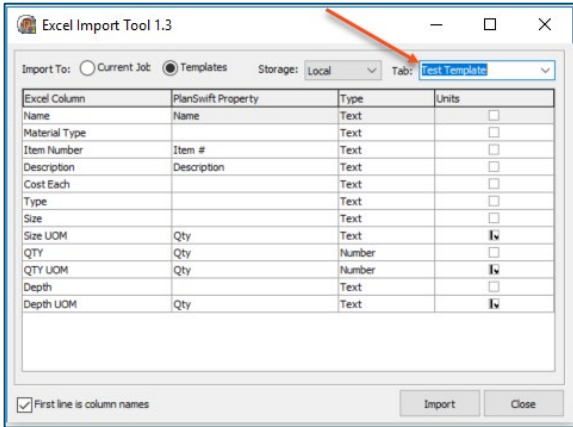 Excel Import Tool 1.3
Import To: Current Job Templates Storage: Local Tab: Test Template
Excel Column PlanSwift Property Type Units
Name Name Text
Material Type Text
Item Number Item # Text
Description Description Text
Cost Each Text
Type Text
Size Text
Size UOM Qty Text
QTY Qty Number
QTY UOM Qty Number
Depth Text
Depth UOM Qty Text
First line is column names Import Close